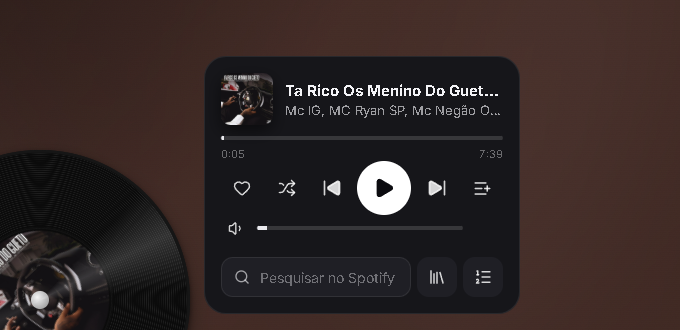 Ta Rico Os Menino Do Guet...
Mc IG, MC Ryan SP, Mc Negão O...
0:05
7:39
Pesquisar no Spotify